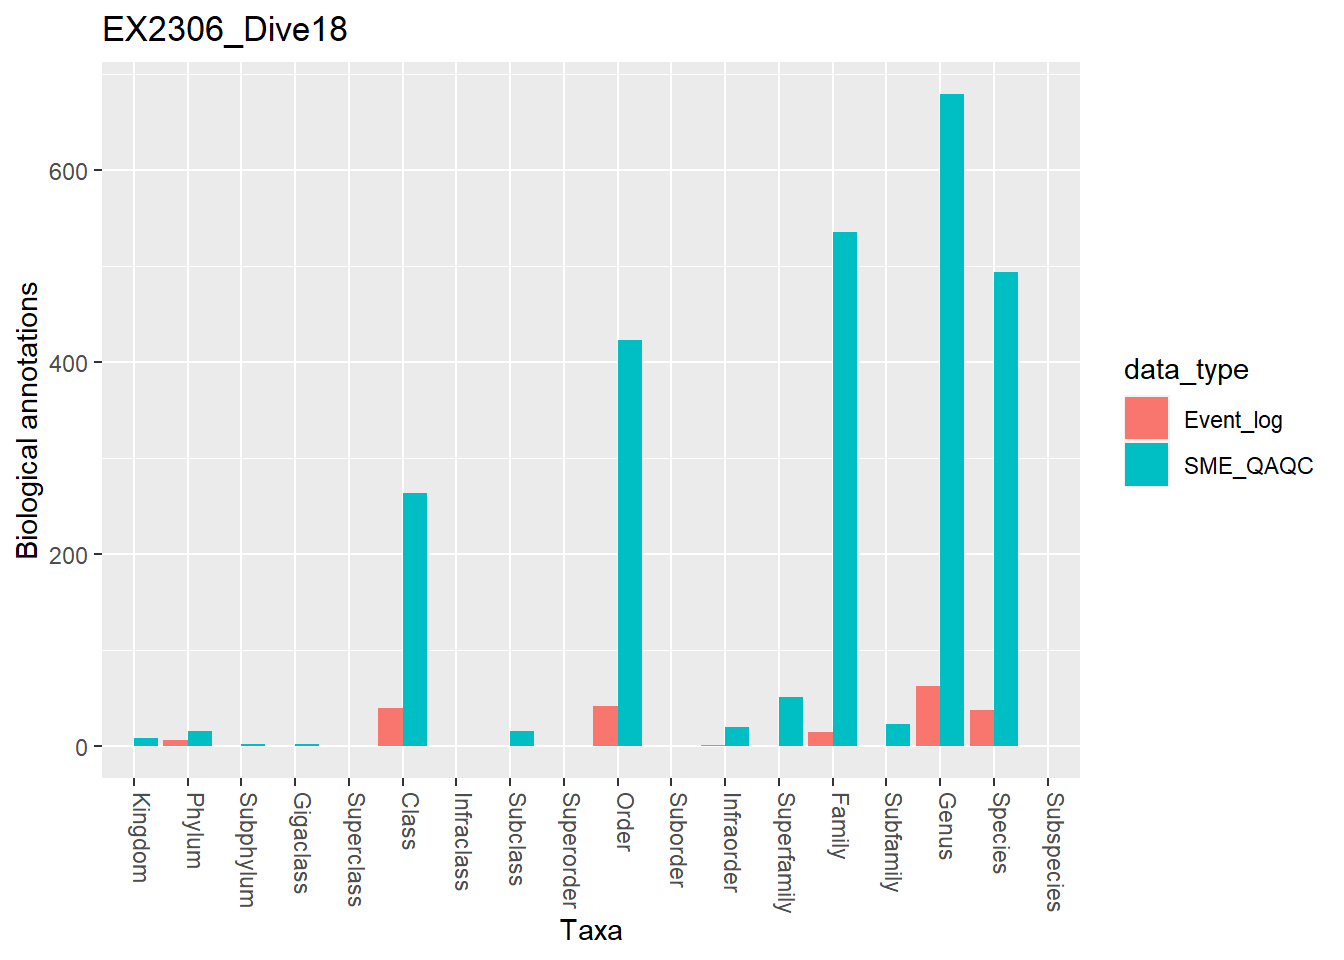 EX2306_Dive18
Biological annotations
600
400
200
0
Kingdom
Phylum
Subphylum
Gigaclass
Superclass
Class
Infraclass
Subclass
Superorder
Order
Suborder
Infraorder
Superfamily
Family
Subfamily
Genus
Species
Subspecies
Taxa
data_type
Event_log
SME_QAQC